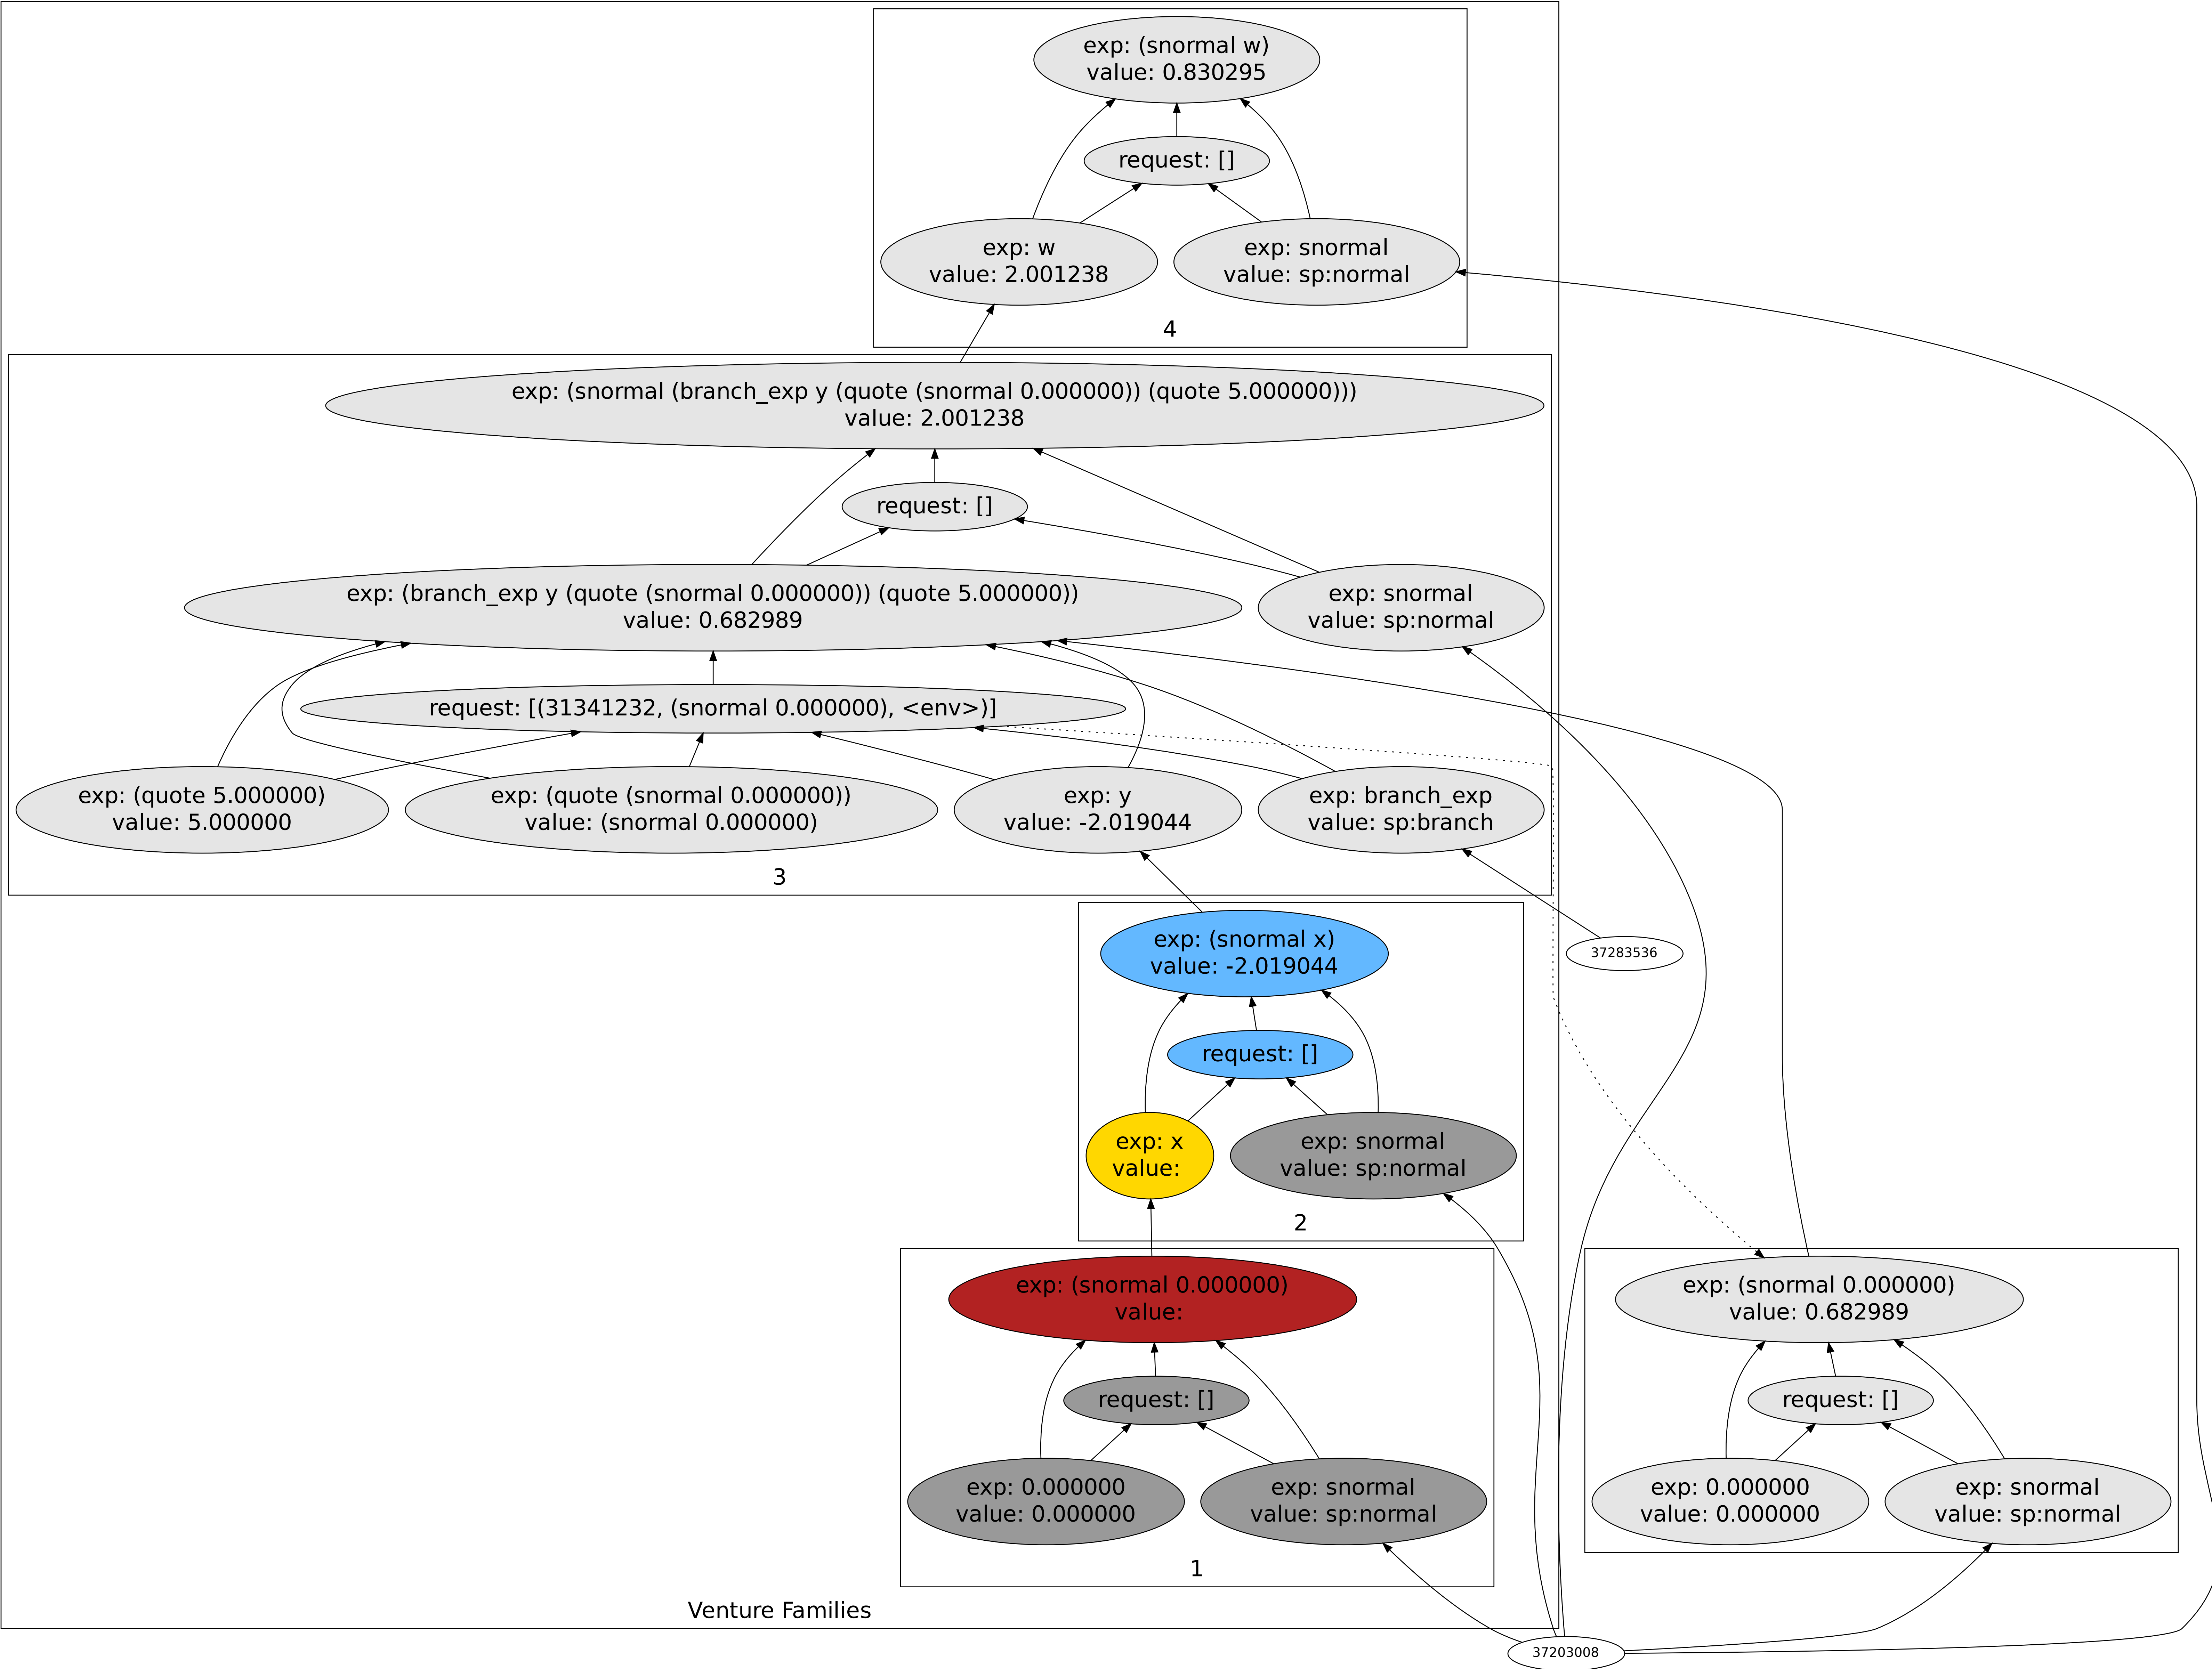 exp: (snormal w)
value: 0.830295
request: []
exp: w
value: 2.001238
exp: snormal
value: sp:normal
4
exp: (snormal (branch_exp y (quote (snormal 0.000000)) (quote 5.000000)))
value: 2.001238
request: []
exp: (branch_exp y (quote (snormal 0.000000)) (quote 5.000000))
value: 0.682989
exp: snormal
value: sp:normal
request: [(31341232, (snormal 0.000000), <env>)]
exp: (quote 5.000000)
value: 5.000000
exp: (quote (snormal 0.000000))
value: (snormal 0.000000)
exp: y
value: -2.019044
exp: branch_exp
value: sp:branch
3
exp: (snormal x)
value: -2.019044
37283536
request: []
exp: x
value:
exp: snormal
value: sp:normal
2
exp: (snormal 0.000000)
value:
request: []
exp: 0.000000
value: 0.000000
exp: snormal
value: sp:normal
1
exp: (snormal 0.000000)
value: 0.682989
request: []
exp: 0.000000
value: 0.000000
exp: snormal
value: sp:normal
Venture Families
37203008